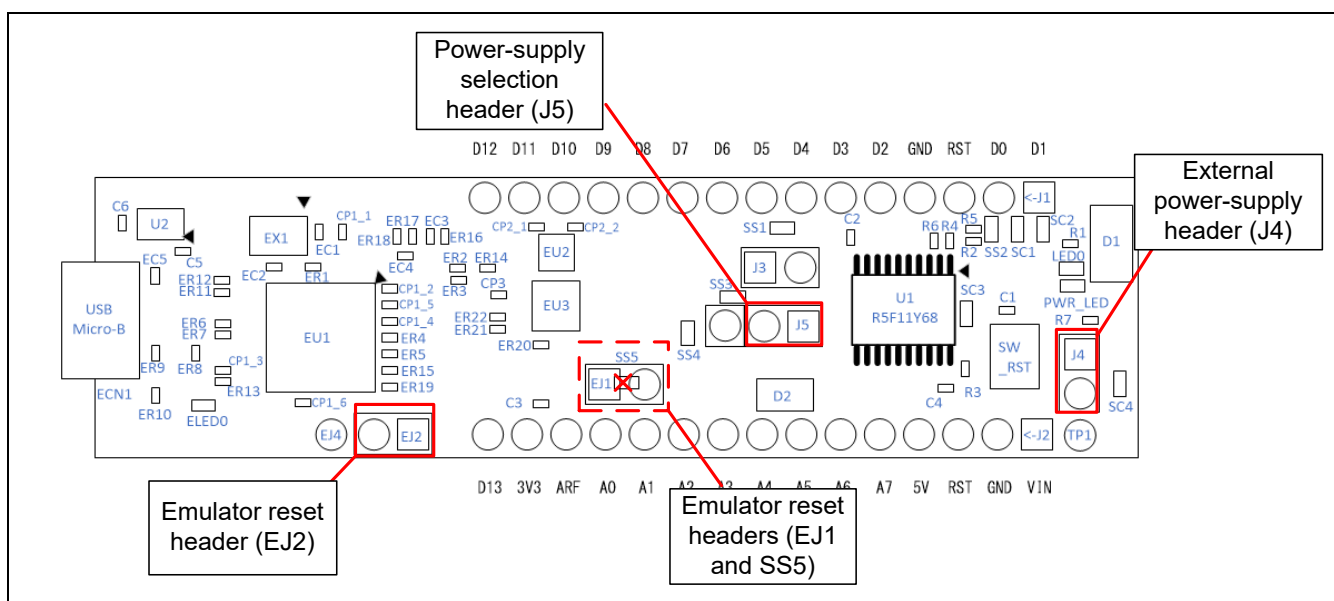 Power-supply
selection
header (J5)
External
power-supply
header (J4)
D12 D11 D10 D9 D8 D7 D6 D5 D4 D3 D2 GND RST D0 D1
C6
U2
C5
EX1
CP1_1
EC1
ER17
EC3
ER18
ER16
EC4
CP2_1
CP2_2
EU2
SS1
C2
R6
R4
R5
R2
SS2
SC1
SC2
<-J1
R1
D1
LED0
EC5
EC2
ER1
ER12
ER11
ER2
ER14
ER3
CP3
J3
SS3
U1
R5F11Y68
SC3
C1
PWR_LED
R7
USB
Micro-B
EU1
CP1_2
CP1_5
CP1_4
ER4
ER5
ER15
ER19
EU3
ER22
ER21
ER20
SS4
J5
SW
_RST
J4
ER6
ER7
ER9
ER8
CP1_3
ER13
ECN1
ER10
ELED0
CP1_6
SS5
EJ1
C3
D2
C4
R3
SC4
EJ4
EJ2
<-J2
TP1
D13 3V3 ARF A0 A1 A2 A3 A4 A5 A6 A7 5V RST GND VIN
Emulator reset
header (EJ2)
Emulator reset
headers (EJ1
and SS5)